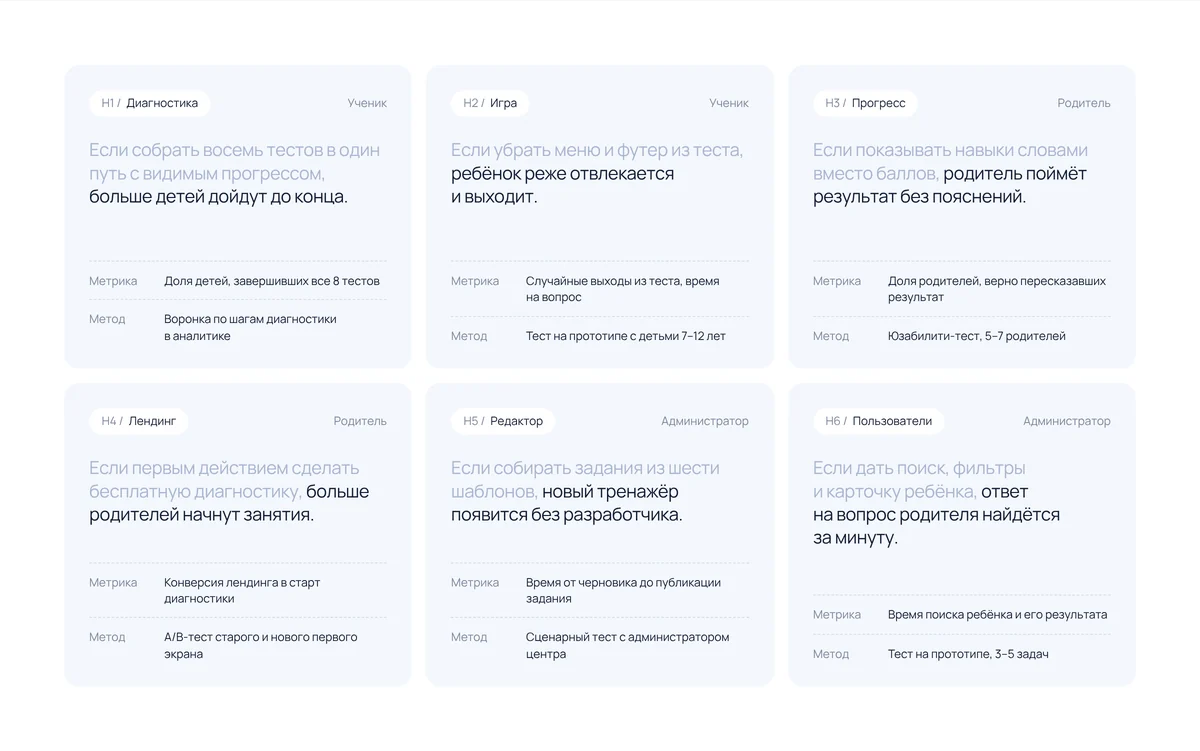 H1 / Диагностика
Ученик
Если собрать восемь тестов в один
путь с видимым прогрессом,
больше детей дойдут до конца.
Метрика
Доля детей, завершивших все 8 тестов
Метод
Воронка по шагам диагностики
в аналитике
H2 / Игра
Ученик
Если убрать меню и футер из теста,
ребёнок реже отвлекается
и выходит.
Метрика
Случайные выходы из теста, время
на вопрос
Метод
Тест на прототипе с детьми 7–12 лет
H3 / Прогресс
Родитель
Если показывать навыки словами
вместо баллов, родитель поймёт
результат без пояснений.
Метрика
Доля родителей, верно пересказавших
результат
Метод
Юзабилити-тест, 5–7 родителей
H4 / Лендинг
Родитель
Если первым действием сделать
бесплатную диагностику, больше
родителей начнут занятия.
Метрика
Конверсия лендинга в старт
диагностики
Метод
A/B-тест старого и нового первого
экрана
H5 / Редактор
Администратор
Если собирать задания из шести
шаблонов, новый тренажёр
появится без разработчика.
Метрика
Время от черновика до публикации
задания
Метод
Сценарный тест с администратором
центра
H6 / Пользователи
Администратор
Если дать поиск, фильтры
и карточку ребёнка, ответ
на вопрос родителя найдётся
за минуту.
Метрика
Время поиска ребёнка и его результата
Метод
Тест на прототипе, 3–5 задач